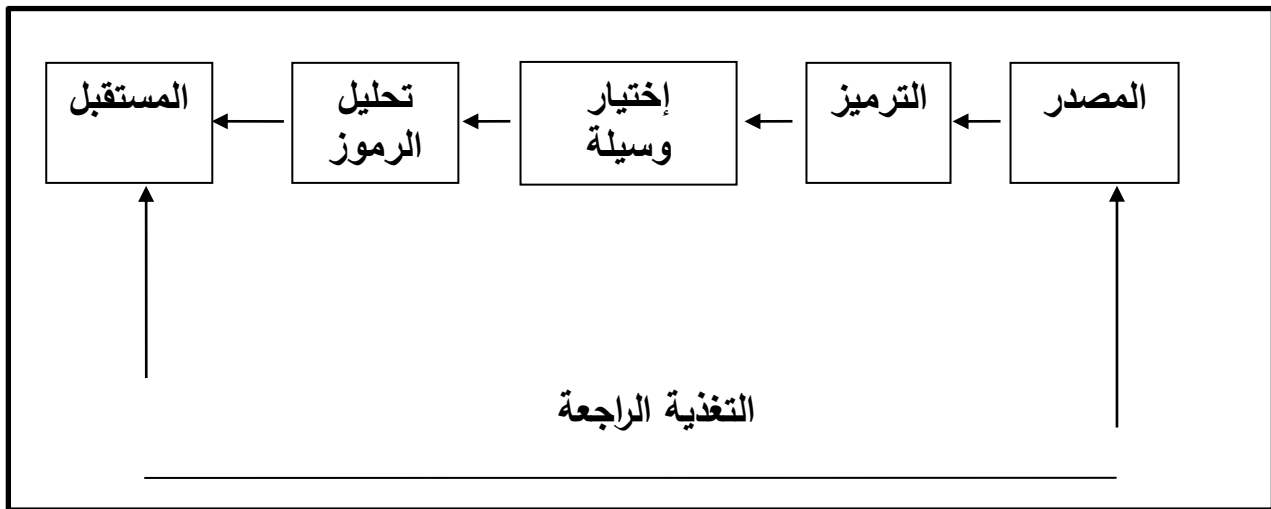 المصدر
الترميز
إختيار
وسيلة
تحليل
الرموز
المستقبل
التغذية الراجعة